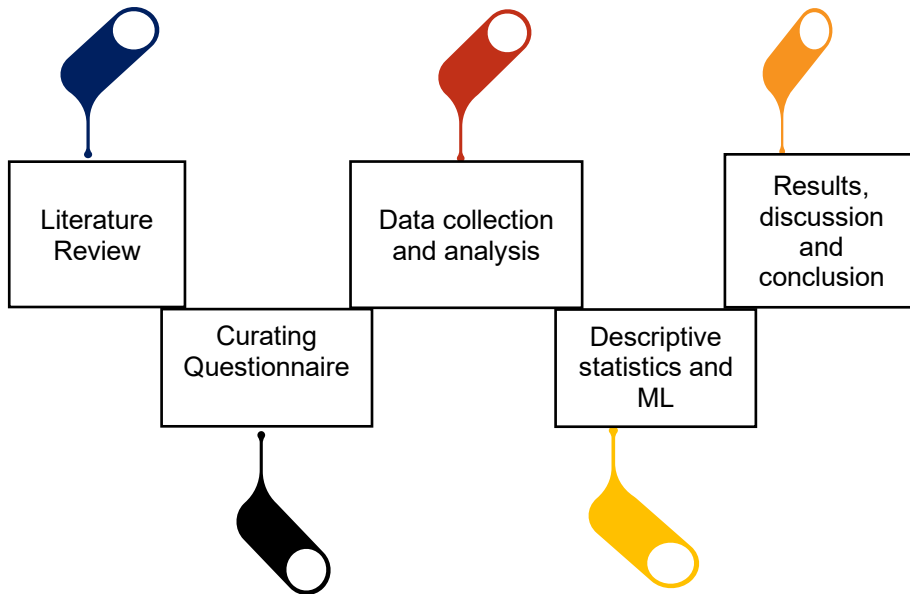 Literature
Review
Curating
Questionnaire
Data collection
and analysis
Descriptive
statistics and
ML
Results,
discussion
and
conclusion